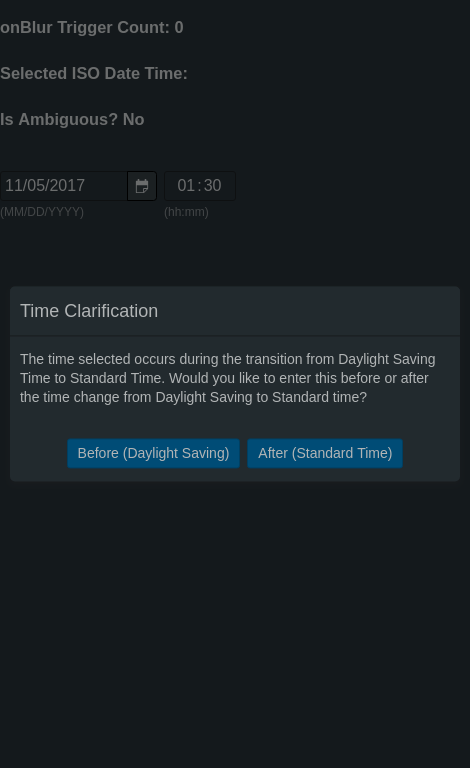 onBlur Trigger Count: 0
Selected ISO Date Time:
Is Ambiguous? No
11/05/2017 01:30
(MM/DD/YYYY) (hh:mm)
Time Clarification
The time selected occurs during the transition from Daylight Saving
Time to Standard Time. Would you like to enter this before or after
the time change from Daylight Saving to Standard time?
Before (Daylight Saving) After (Standard Time)